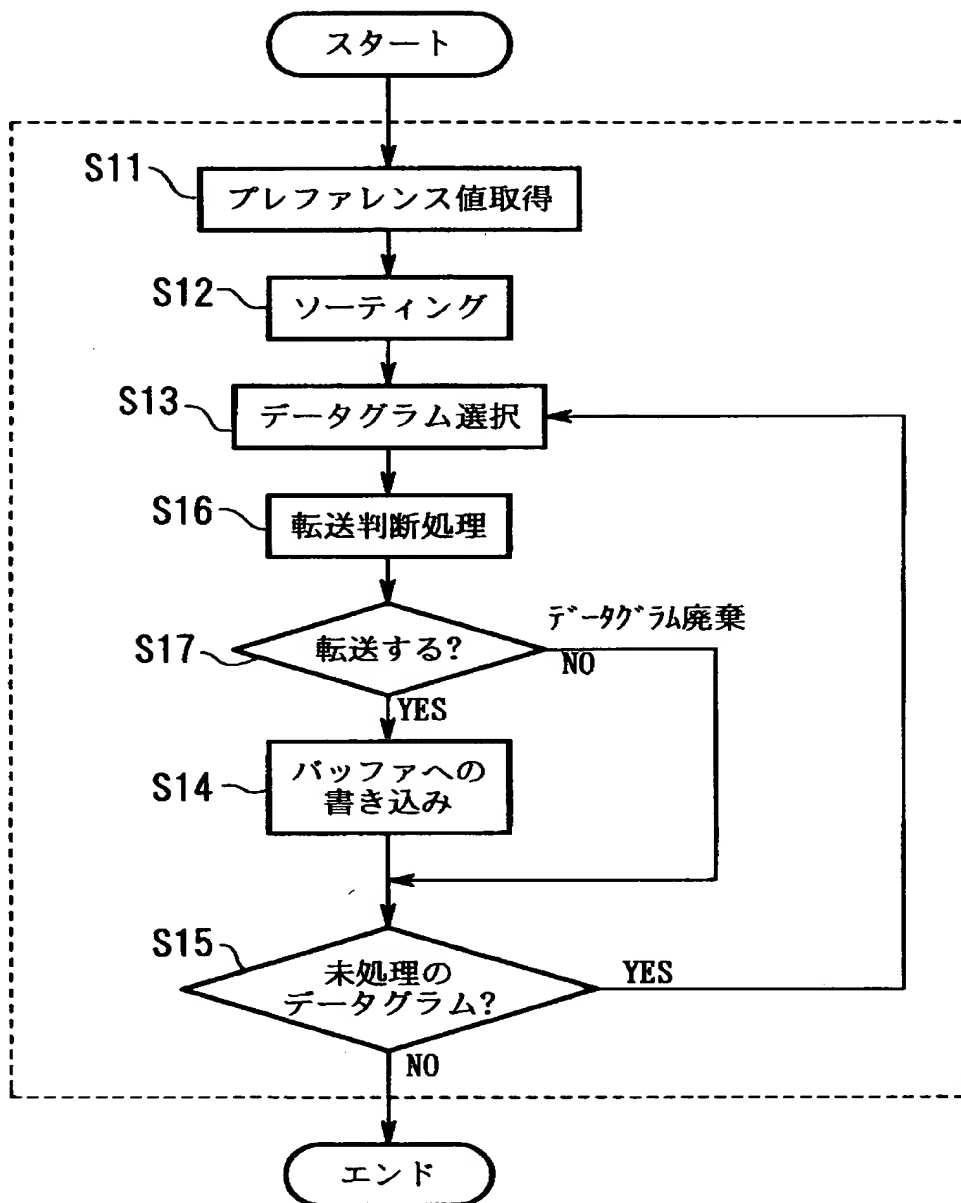 スタート
S11
プレファレンス値取得
S12
ソーティング
S13
データグラム選択
S16
転送判断処理
S17
転送する?
データグラム廃棄
NO
YES
S14
バッファへの
書き込み
S15
未処理の
データグラム?
YES
NO
エンド